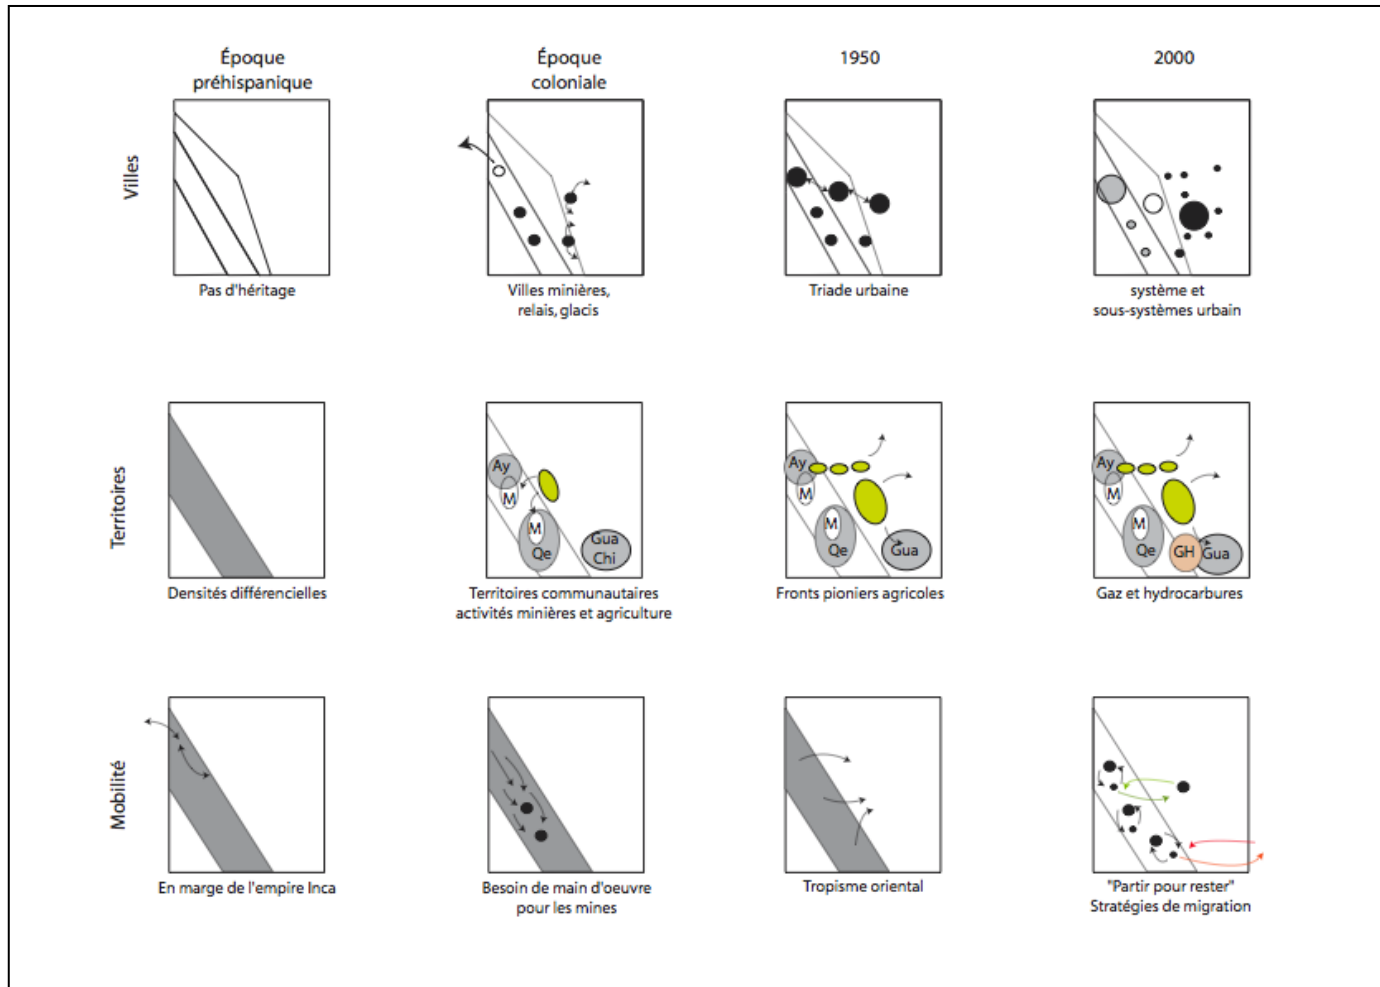 Époque
préhispanique
Époque
coloniale
1950
2000
Villes
Pas d'héritage
Villes minières,
relais, glacis
Triade urbaine
système et
sous-systèmes urbain
Territoires
Ay
M
M
Qe
Gua
Chi
Ay
M
M
Qe
Gua
Ay
M
M
Qe
GH
Gua
Densités différencielles
Territoires communautaires
activités minières et agriculture
Fronts pioniers agricoles
Gaz et hydrocarbures
Mobilité
En marge de l'empire Inca
Besoin de main d'oeuvre
pour les mines
Tropisme oriental
"Partir pour rester"
Stratégies de migration